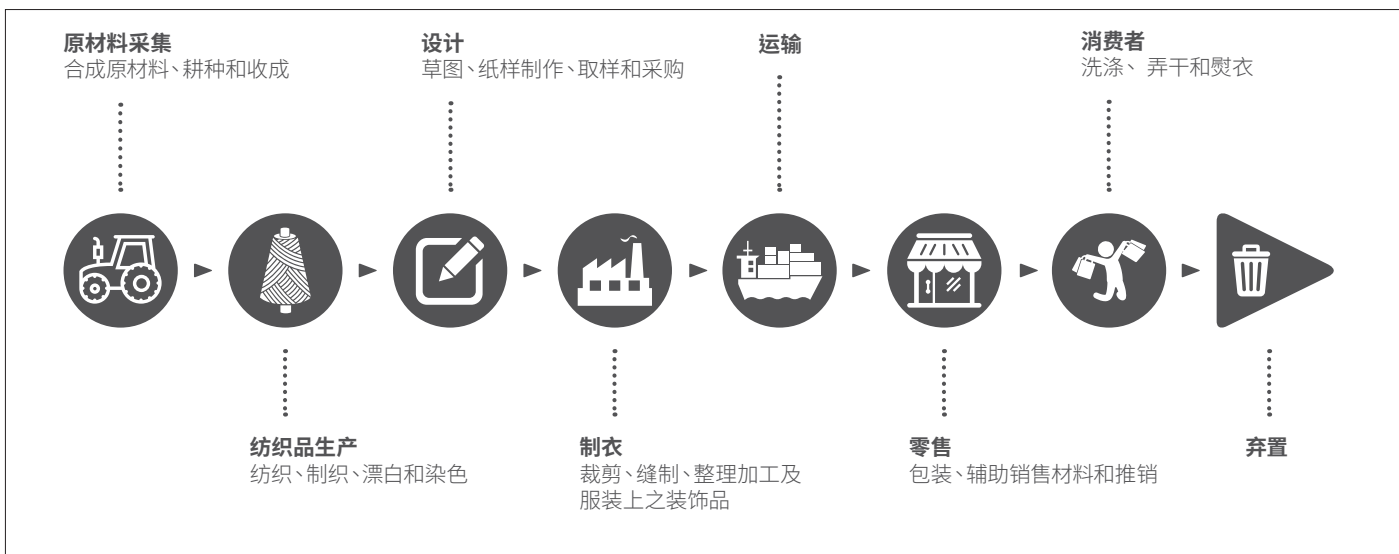 原材料采集
合成原材料、耕种和收成
设计
草图、纸样制作、取样和采购
运输
消费者
洗涤、 弄干和熨衣
纺织品生产
纺织、制织、漂白和染色
制衣
裁剪、缝制、整理加工及
服装上之装饰品
零售
包装、辅助销售材料和推销
弃置